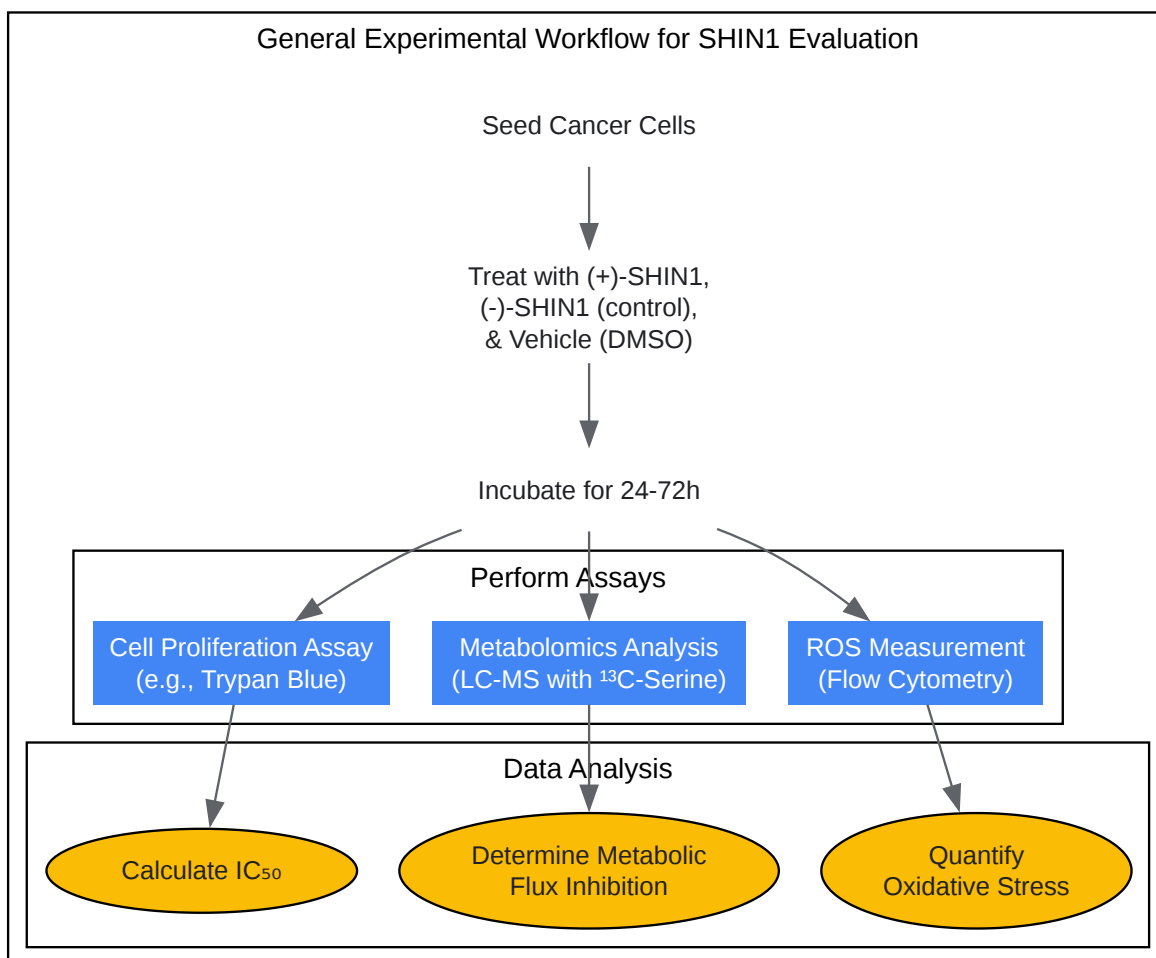 General Experimental Workflow for SHIN1 Evaluation
Seed Cancer Cells
Treat with (+)-SHIN1,
(-)-SHIN1 (control),
& Vehicle (DMSO)
Incubate for 24-72h
Perform Assays
Cell Proliferation Assay
(e.g., Trypan Blue)
Metabolomics Analysis
(LC-MS with ¹³C-Serine)
ROS Measurement
(Flow Cytometry)
Data Analysis
Calculate IC₅₀
Determine Metabolic
Flux Inhibition
Quantify
Oxidative Stress